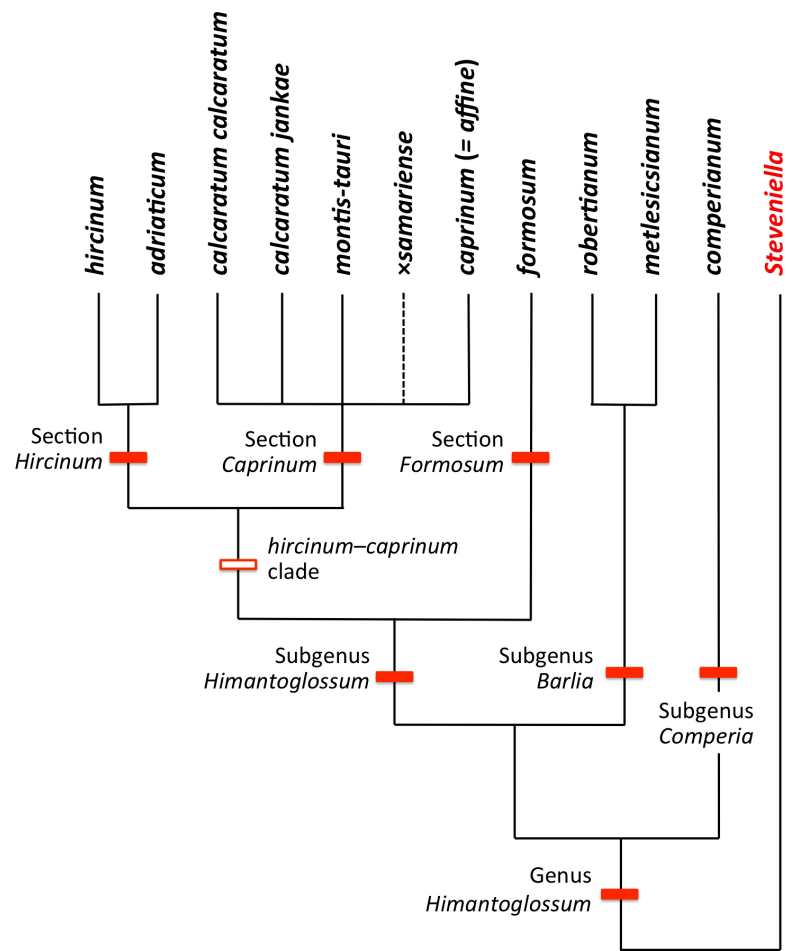 hircinum
adriaticum
calcaratum calcaratum
calcaratum jankae
montis-tauri
×samariense
caprinum (= affine)
formosum
robertianum
metlesicsianum
comperianum
Steveniella
Section
Hircinum
Section
Caprinum
Section
Formosum
hircinum–caprinum
clade
Subgenus
Himantoglossum
Subgenus
Barlia
Subgenus
Comperia
Genus
Himantoglossum